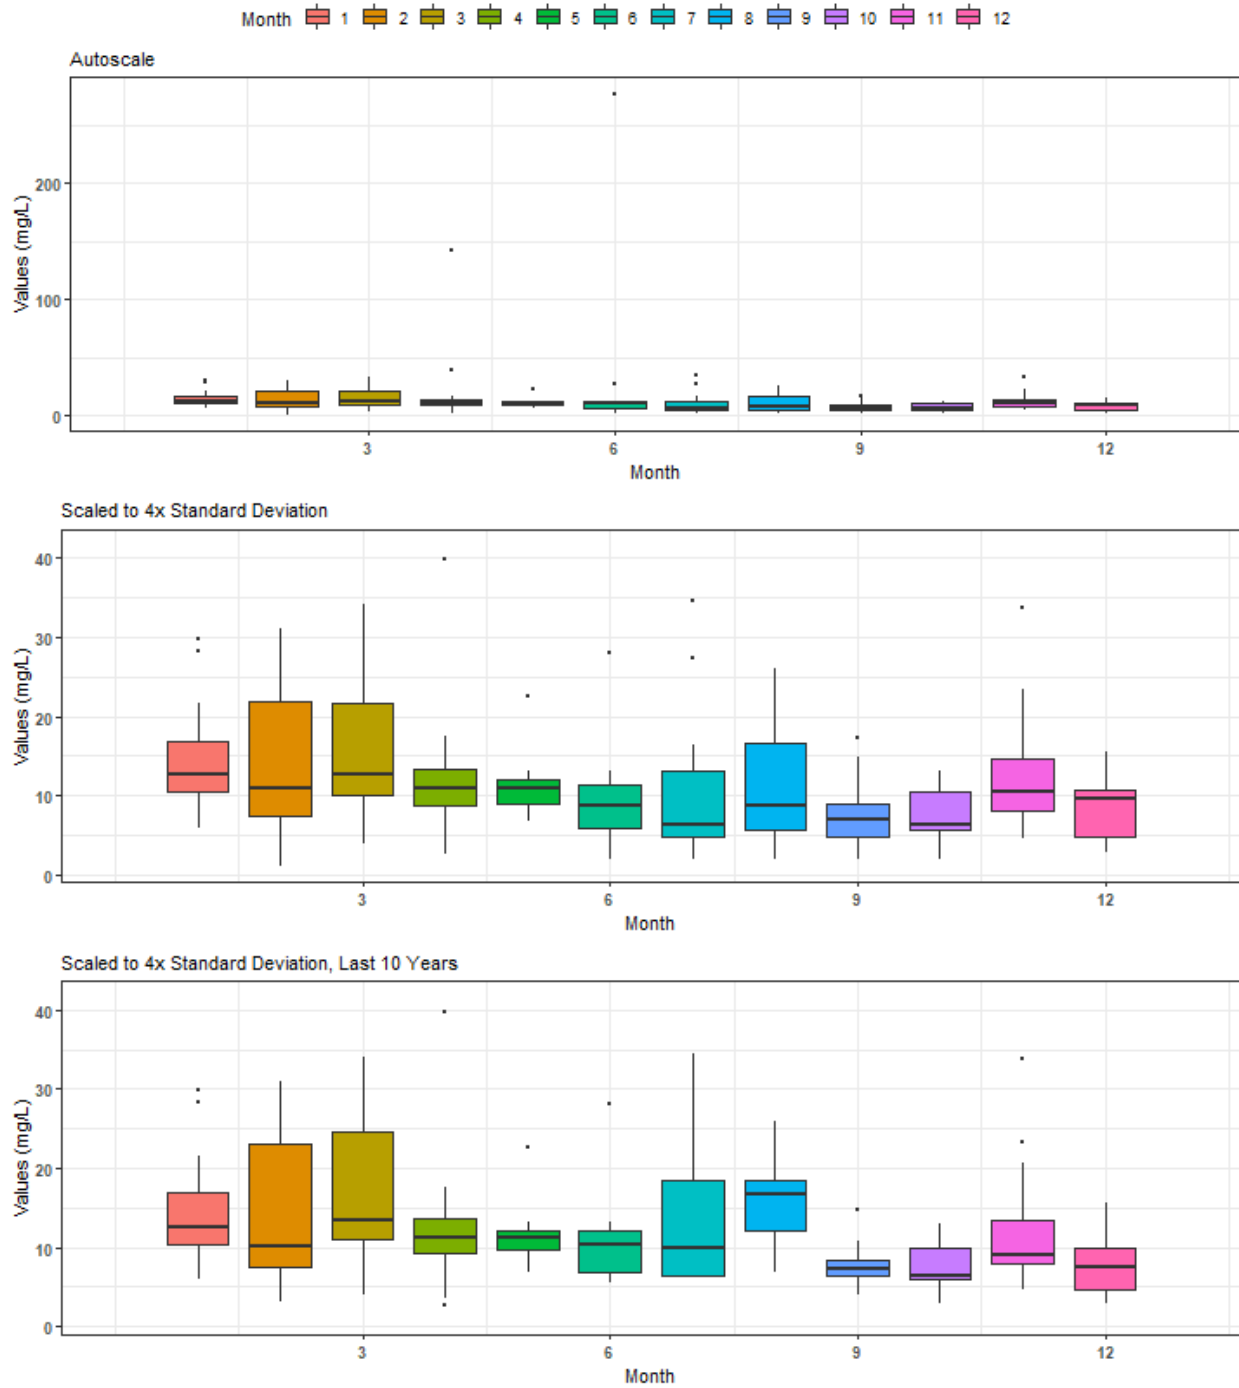 Month 1 2 3 4 5 6 7 8 9 10 11 12
Autoscale
Values (mg/L)
200
100
0
3 6 9 12
Month
Scaled to 4x Standard Deviation
Values (mg/L)
40
30
20
10
0
3 6 9 12
Month
Scaled to 4x Standard Deviation, Last 10 Years
Values (mg/L)
40
30
20
10
0
3 6 9 12
Month